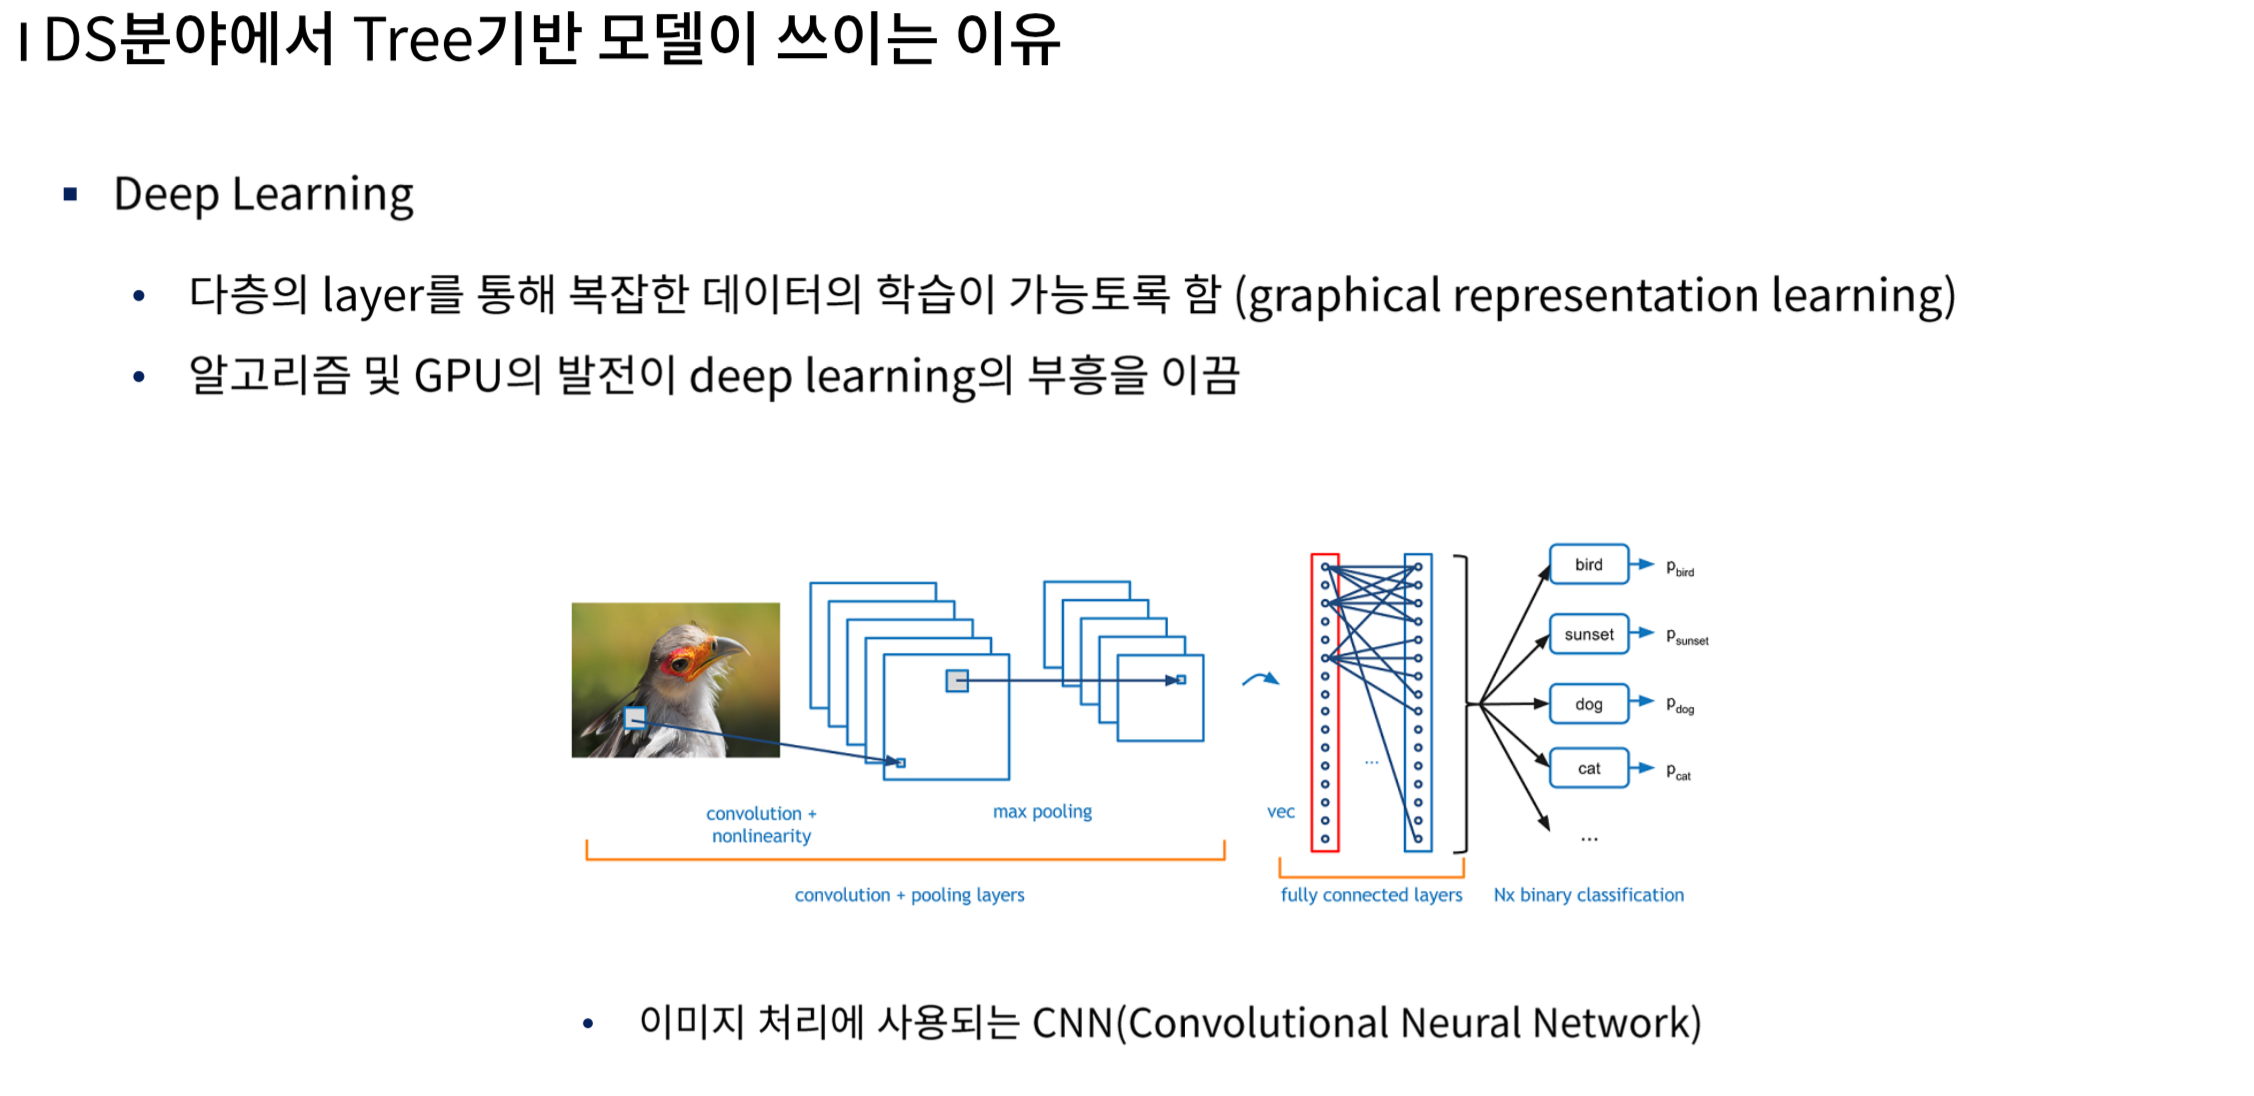 I DS분야에서 Tree기반 모델이 쓰이는 이유
▪ Deep Learning
• 다층의 layer를 통해 복잡한 데이터의 학습이 가능토록 함 (graphical representation learning)
• 알고리즘 및 GPU의 발전이 deep learning의 부흥을 이끔
convolution +
nonlinearity
max pooling
convolution + pooling layers
vec
...
fully connected layers
bird
p bird
sunset
p sunset
dog
p dog
cat
p cat
...
Nx binary classification
• 이미지 처리에 사용되는 CNN(Convolutional Neural Network)